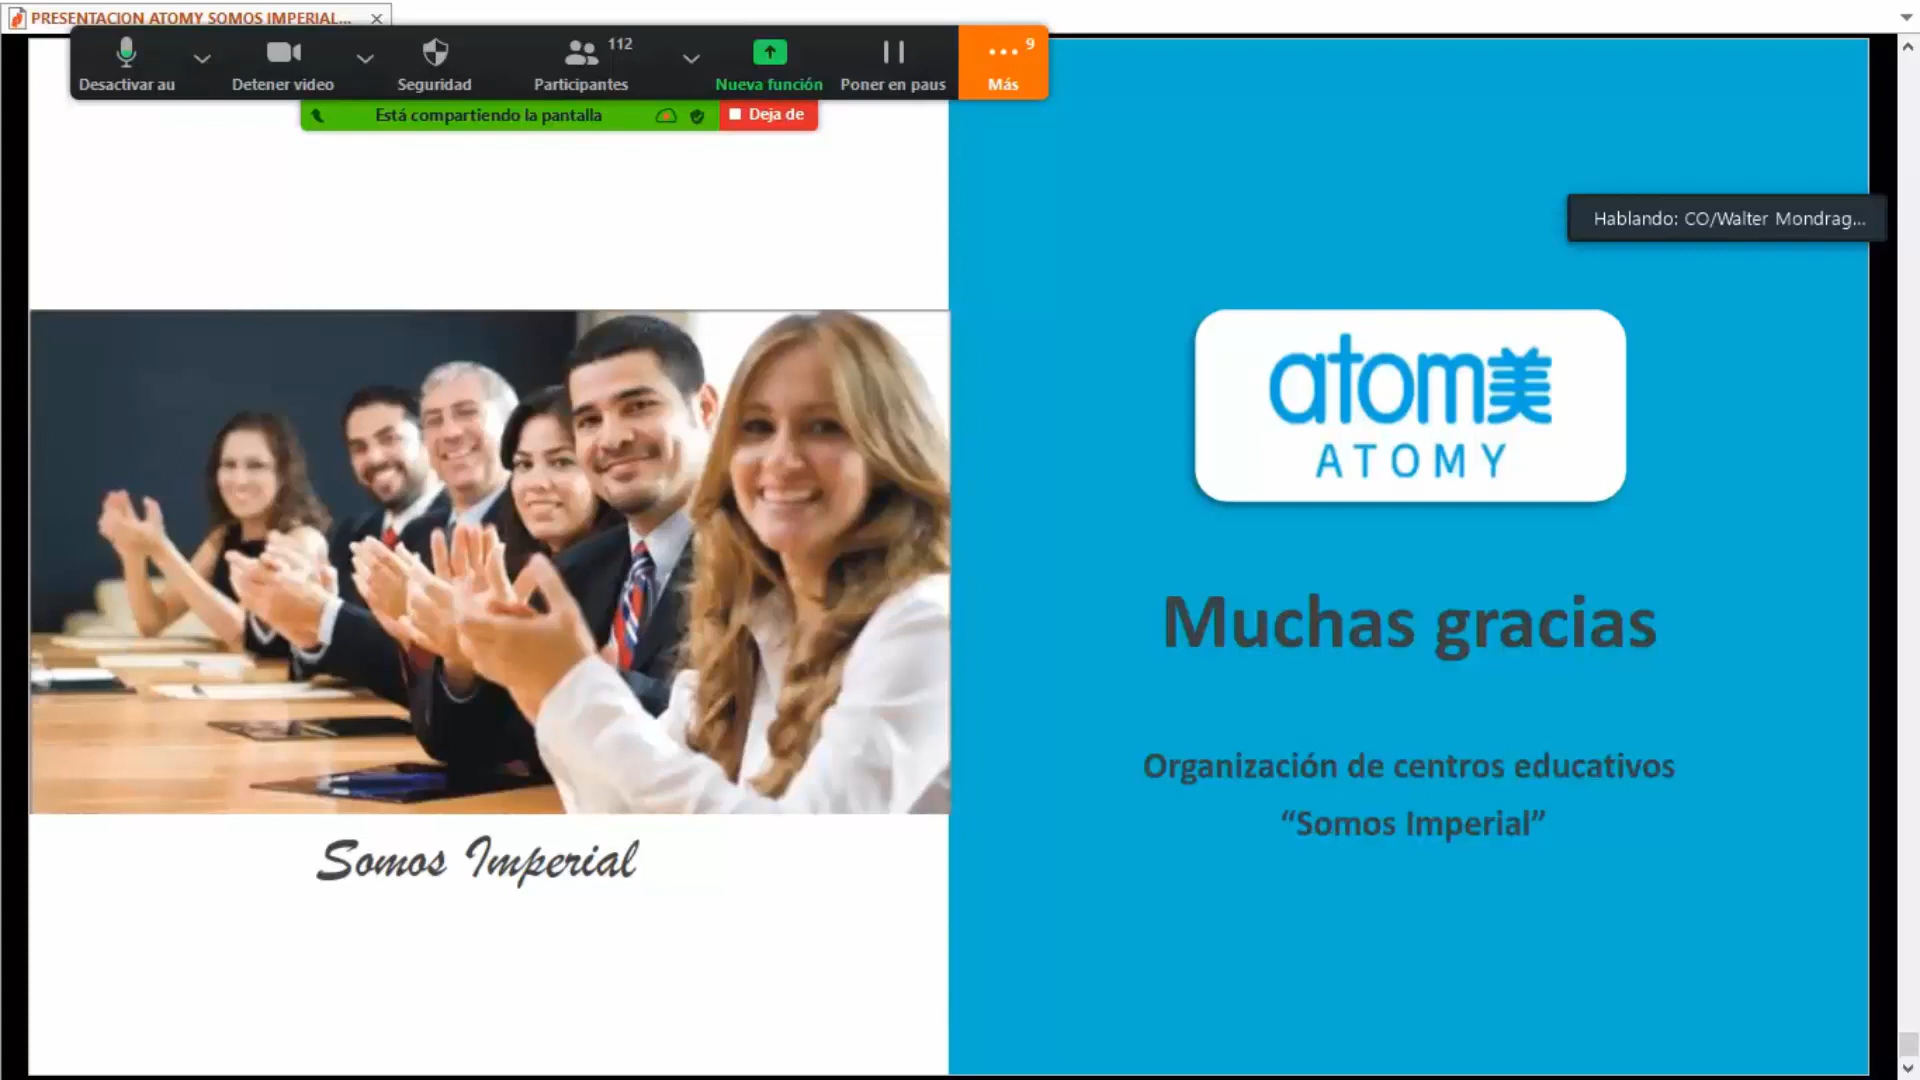 PRESENTACION ATOMY SOMOS IMPERIAL...
Desactivar au
Detener video
Seguridad
Participantes
112
Nueva función
Poner en paus
Más
9
Está compartiendo la pantalla
Deja de
Hablando: CO/Walter Mondrag...
atom美
ATOMY
Muchas gracias
Organización de centros educativos
“Somos Imperial”
Somos Imperial